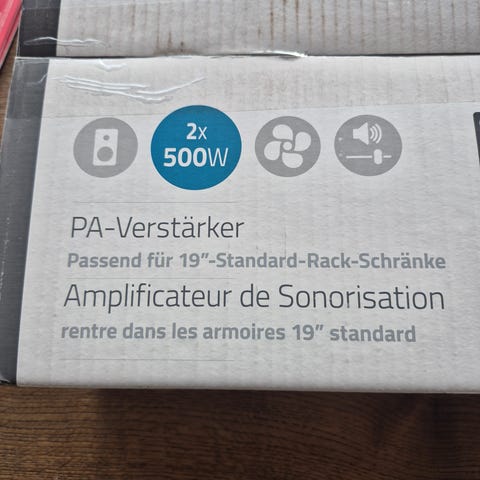 2x
500W
PA-Verstärker
Passend für 19"-Standard-Rack-Schränke
Amplificateur de Sonorisation
rentre dans les armoires 19" standard